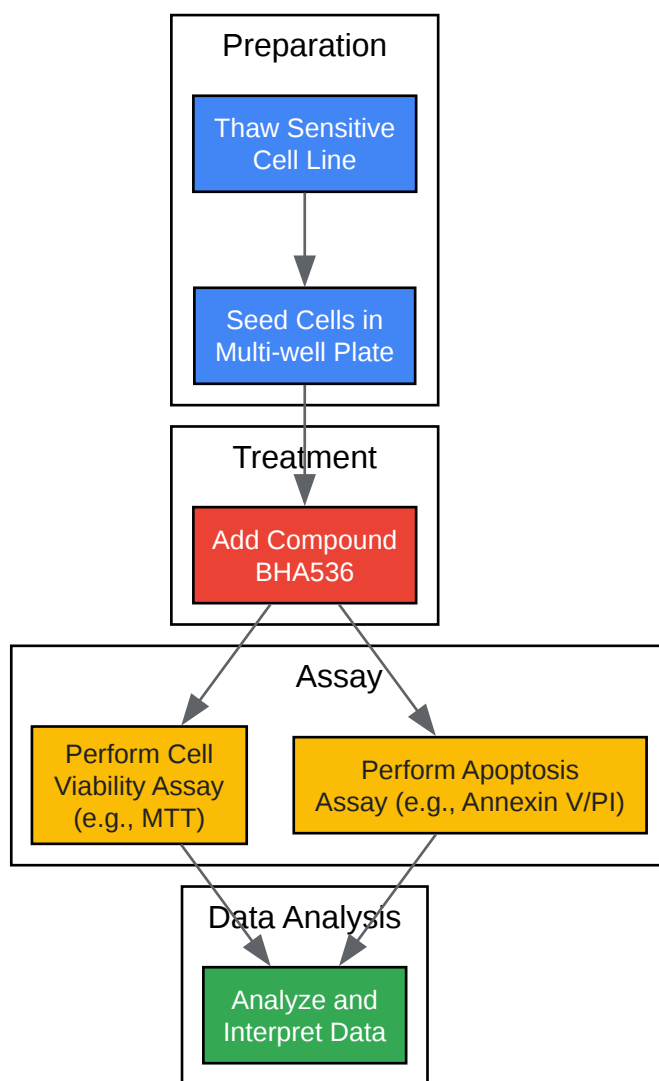 Preparation
Thaw Sensitive
Cell Line
Seed Cells in
Multi-well Plate
Treatment
Add Compound
BHA536
Assay
Perform Cell
Viability Assay
(e.g., MTT)
Perform Apoptosis
Assay (e.g., Annexin V/PI)
Data Analysis
Analyze and
Interpret Data